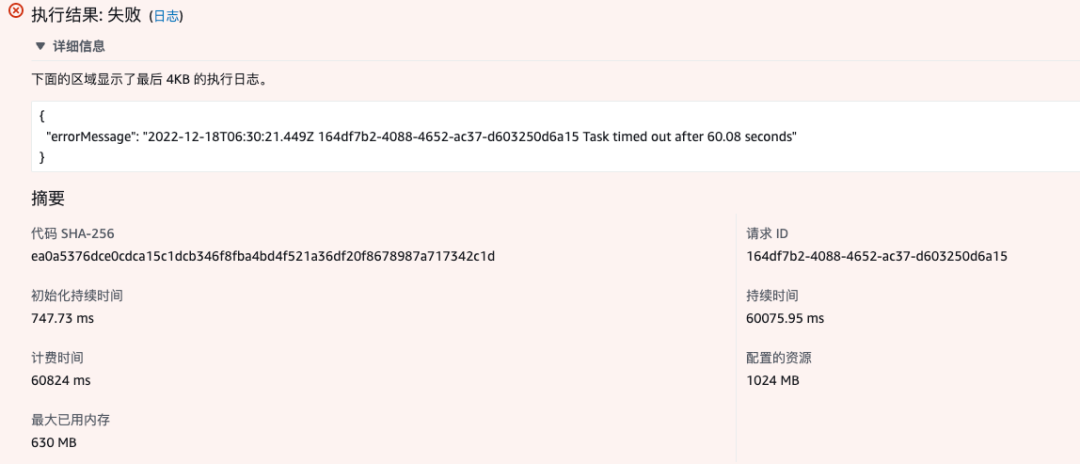 执行结果: 失败 (日志)
▼ 详细信息
下面的区域显示了最后 4KB 的执行日志。
{
"errorMessage": "2022-12-18T06:30:21.449Z 164df7b2-4088-4652-ac37-d603250d6a15 Task timed out after 60.08 seconds"
}
摘要
代码 SHA-256
ea0a5376dce0cdca15c1dcb346f8fba4bd4f521a36df20f8678987a717342c1d
请求 ID
164df7b2-4088-4652-ac37-d603250d6a15
初始化持续时间
747.73 ms
持续时间
60075.95 ms
计费时间
60824 ms
配置的资源
1024 MB
最大已用内存
630 MB